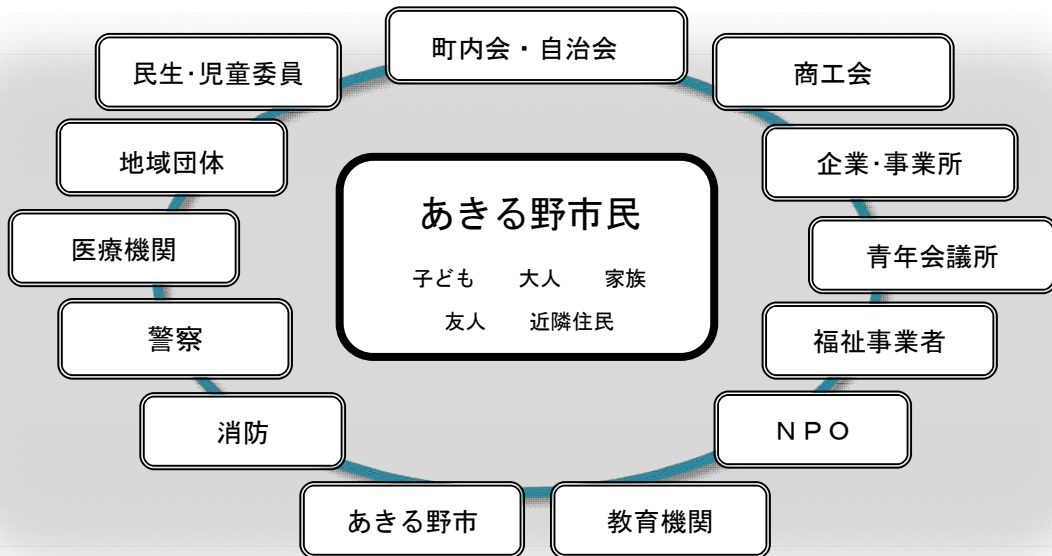 町内会・自治会
民生・児童委員
商工会
地域団体
企業・事業所
あきる野市民
子ども 大人 家族
友人 近隣住民
医療機関
青年会議所
警察
福祉事業者
消防
NPO
あきる野市
教育機関